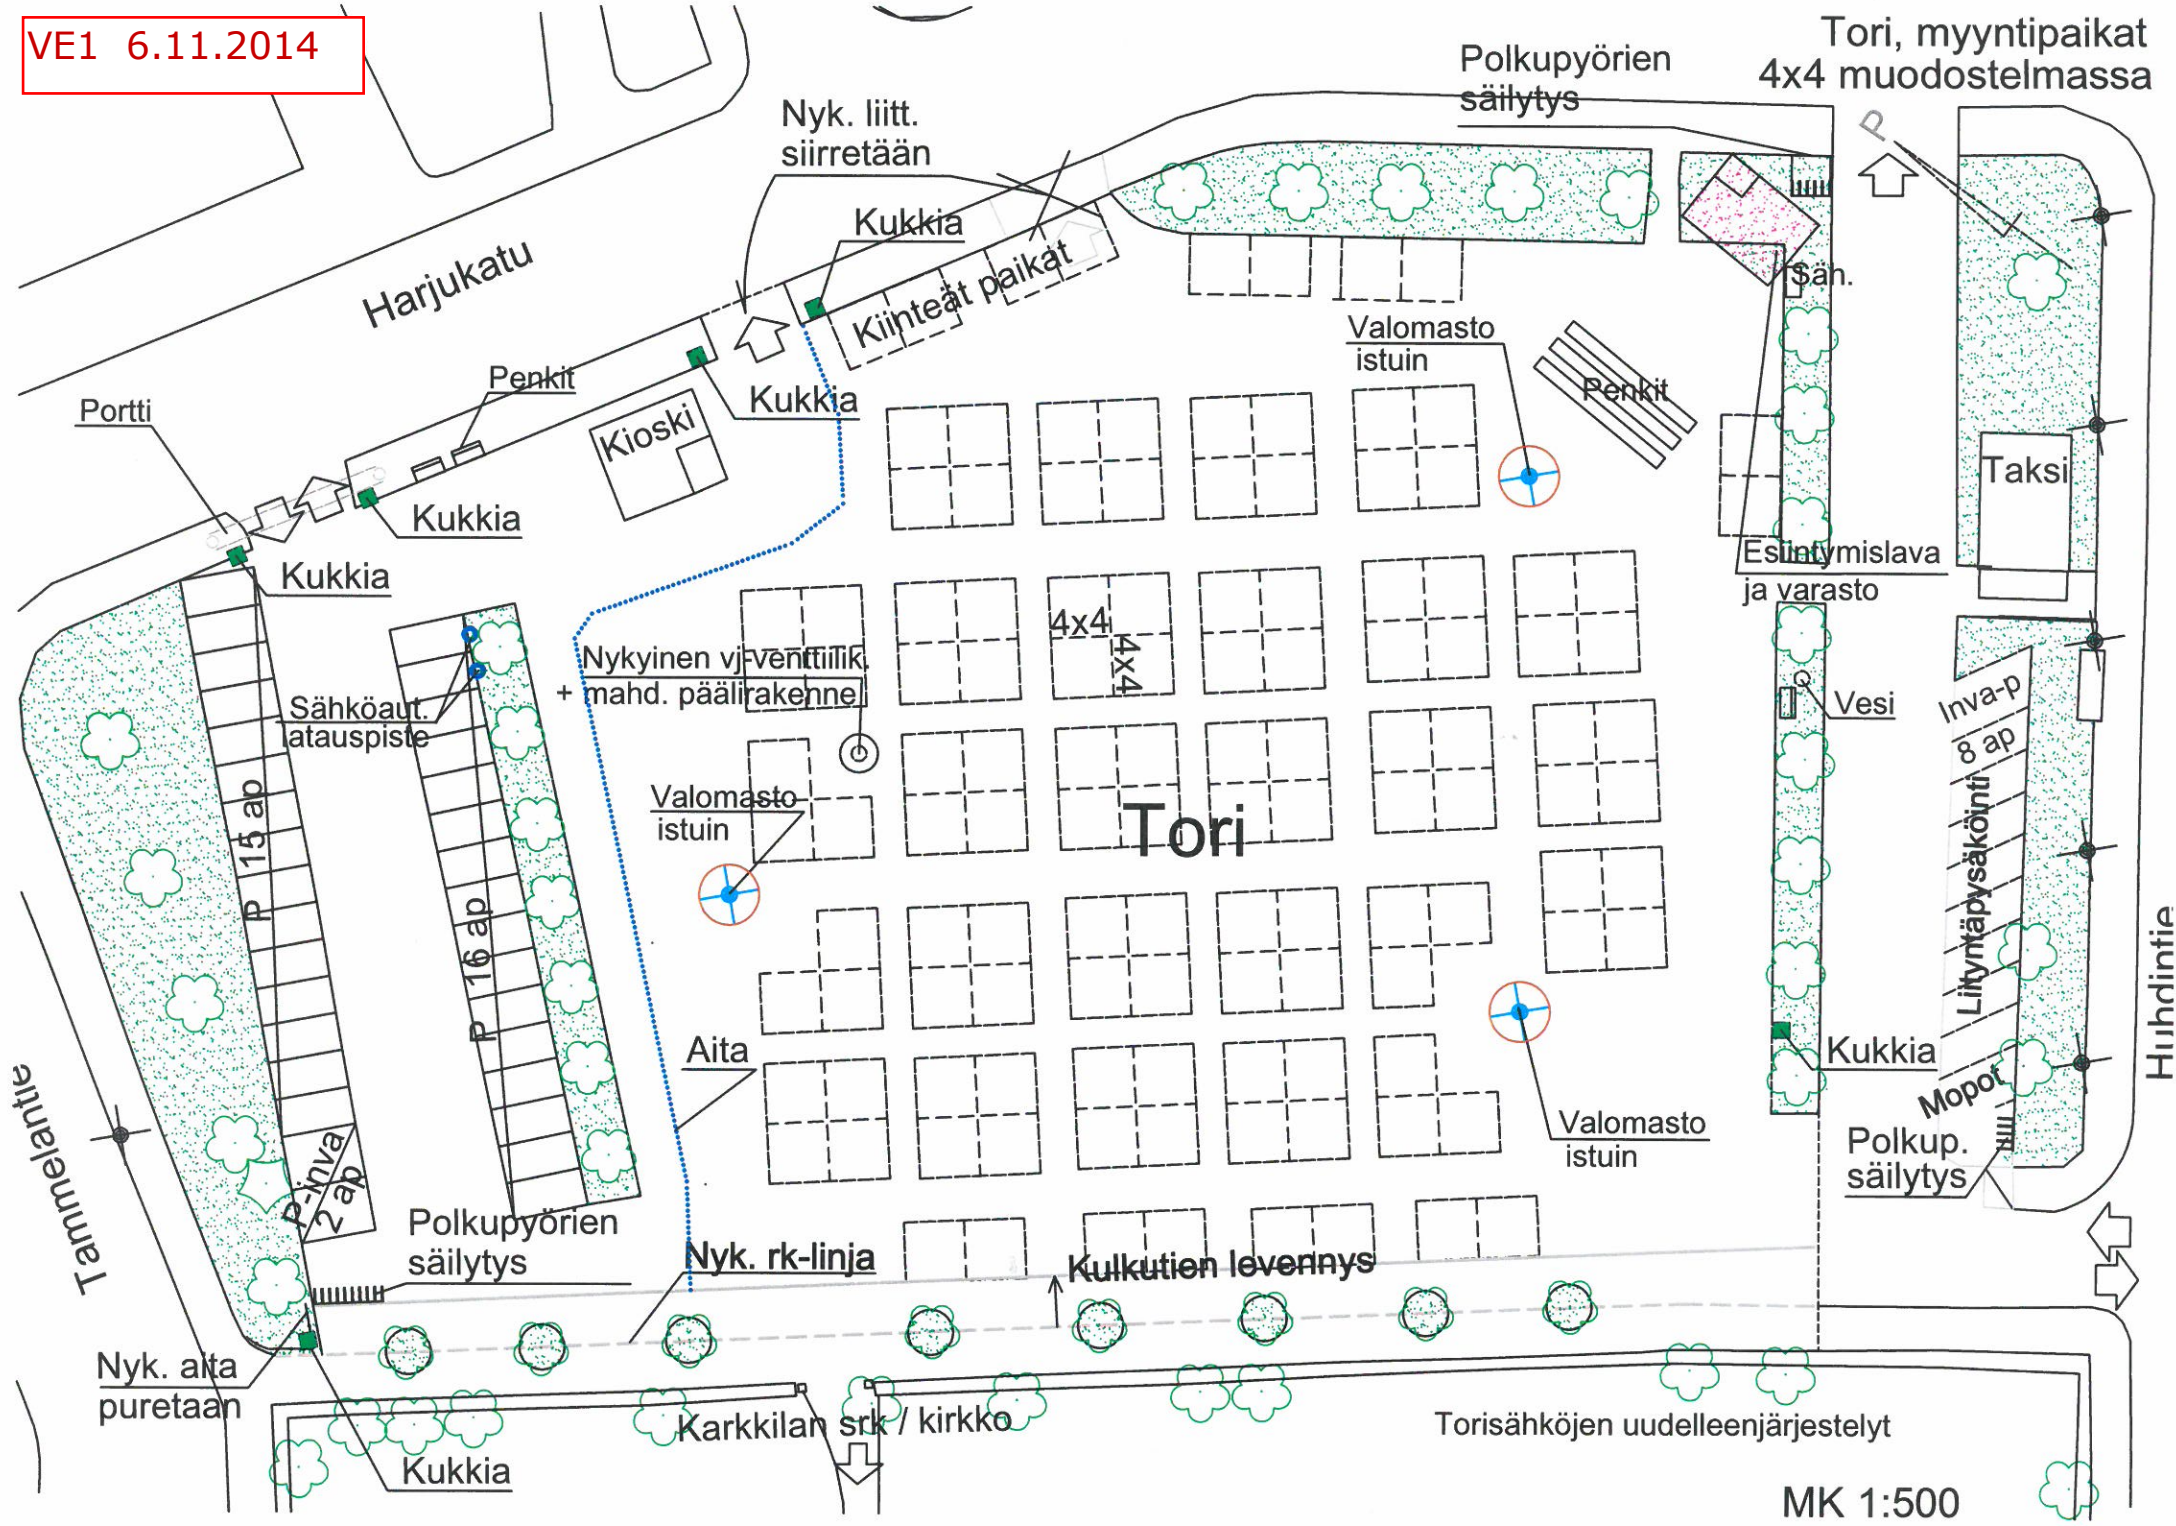 VE1 6.11.2014
Tori, myyntipaikat
4x4 muodostelmassa
Polkupyörien
säilytys
P
Nyk. liitt.
siirretään
Kukkia
Harjukatu
Kiinteät paikat
Säh.
Valomasto
istuin
Penkit
Penkit
Kukkia
Portti
Kioski
Taksi
Kukkia
Kukkia
Esiintymislava
ja varasto
4x4
4x4
Nykyinen vj-venttiilik.
+ mahd. päälirakenne
Sähköaut.
latauspiste
Inva-p
8 ap
Vesi
Liityntäpysäköinti
P 15 ap
P 16 ap
Valomasto
istuin
Tori
Huhdintie
Aita
Kukkia
Mopot
Tammelantie
P-inva
2 ap
Valomasto
istuin
Polkup.
säilytys
Polkupyörien
säilytys
Nyk. rk-linja
Kulkutien levennys
Nyk. aita
puretaan
Karkkilan srk / kirkko
Torisähköjen uudelleenjärjestelyt
Kukkia
MK 1:500